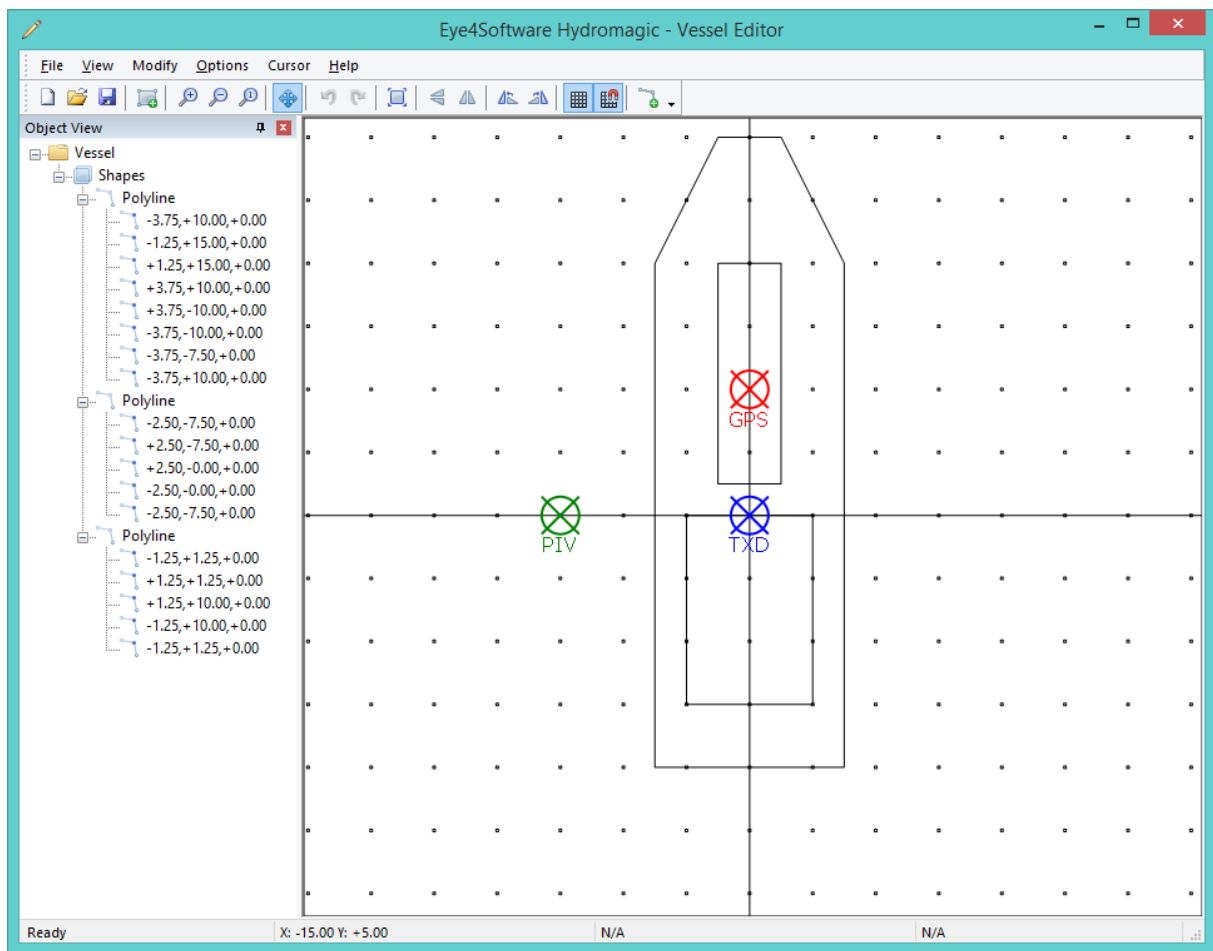 Eye4Software Hydromagic - Vessel Editor
File View Modify Options Cursor Help
Object View
Vessel
Shapes
Polyline
-3.75,+10.00,+0.00
-1.25,+15.00,+0.00
+1.25,+15.00,+0.00
+3.75,+10.00,+0.00
+3.75,-10.00,+0.00
-3.75,-10.00,+0.00
-3.75,-7.50,+0.00
-3.75,+10.00,+0.00
Polyline
-2.50,-7.50,+0.00
+2.50,-7.50,+0.00
+2.50,-0.00,+0.00
-2.50,-0.00,+0.00
-2.50,-7.50,+0.00
Polyline
-1.25,+1.25,+0.00
+1.25,+1.25,+0.00
+1.25,+10.00,+0.00
-1.25,+10.00,+0.00
-1.25,+1.25,+0.00
GPS
PIV
TXD
Ready X: -15.00 Y: +5.00 N/A N/A